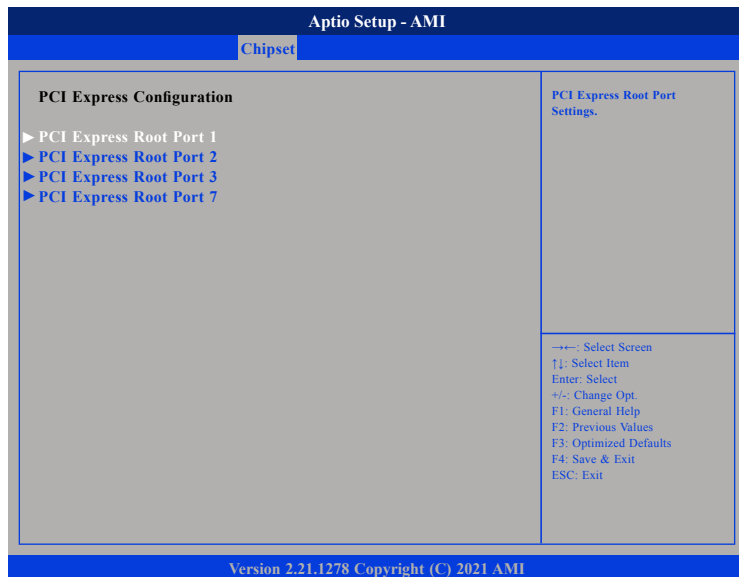 Aptio Setup - AMI
Chipset
PCI Express Configuration
▶ PCI Express Root Port 1
▶ PCI Express Root Port 2
▶ PCI Express Root Port 3
▶ PCI Express Root Port 7
PCI Express Root Port
Settings.
→←: Select Screen
↑↓: Select Item
Enter: Select
+/-: Change Opt.
F1: General Help
F2: Previous Values
F3: Optimized Defaults
F4: Save & Exit
ESC: Exit
Version 2.21.1278 Copyright (C) 2021 AMI